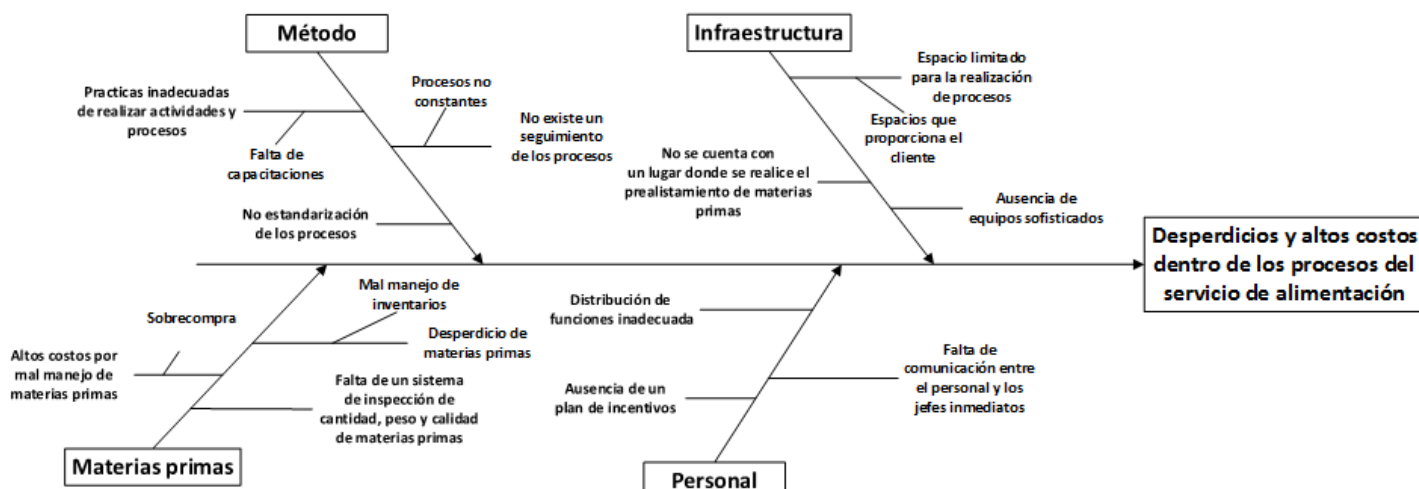 Método
Practicas inadecuadas
de realizar actividades y
procesos
Falta de
capacitaciones
Procesos no
constantes
No existe un
seguimiento
de los procesos
No estandarización
de los procesos
Infraestructura
Espacio limitado
para la realización
de procesos
Espacios que
proporciona el
cliente
No se cuenta con
un lugar donde se realice el
prealistamiento de materias
primas
Ausencia de
equipos sofisticados
Desperdicios y altos costos
dentro de los procesos del
servicio de alimentación
Mal manejo de
inventarios
Sobrecompra
Desperdicio de
materias primas
Altos costos por
mal manejo de
materias primas
Falta de un sistema
de inspección de
cantidad, peso y calidad
de materias primas
Materias primas
Distribución de
funciones inadecuada
Falta de
comunicación entre
el personal y los
jefes inmediatos
Ausencia de un
plan de incentivos
Personal